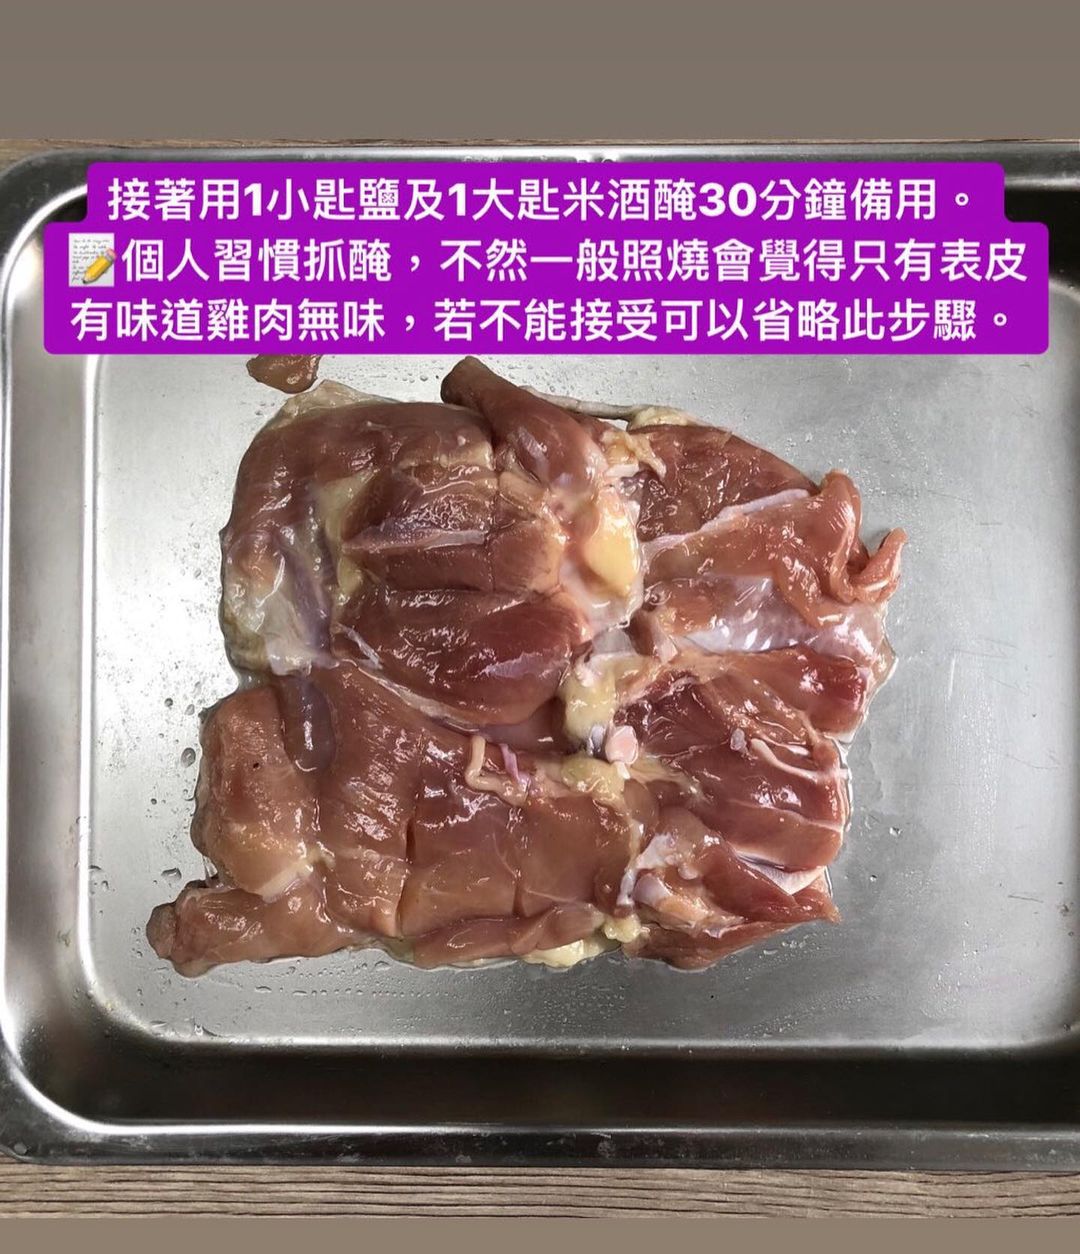 接著用1小匙鹽及1大匙米酒醃30分鐘備用。
📝個人習慣抓醃，不然一般照燒會覺得只有表皮
有味道雞肉無味，若不能接受可以省略此步驟。